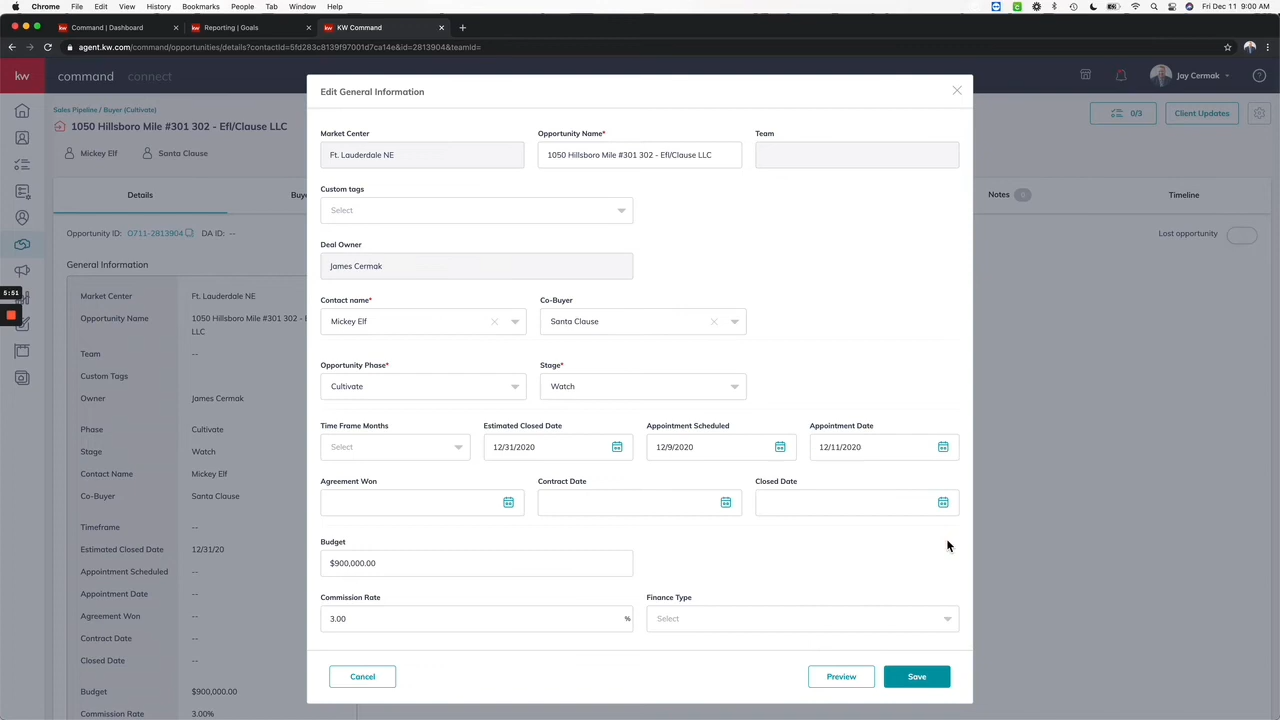 Chrome File Edit View History Bookmarks People Tab Window Help
Fri Dec 11 9:00 AM
Command | Dashboard
Reporting | Goals
KW Command
agent.kw.com/command/opportunities/details?contactId=5fd283c8139f97001d7ca14e&id=2813904&teamId=
kw command connect
Jay Cermak
Sales Pipeline / Buyer (Cultivate)
1050 Hillsboro Mile #301 302 - Efl/Clause LLC
Mickey Elf Santa Clause
0/3 Client Updates
Details
Buye
Notes 0
Timeline
Opportunity ID: O711-2813904 DA ID: --
Lost opportunity
General Information
Market Center Ft. Lauderdale NE
Opportunity Name 1050 Hillsboro Mile #301 302 - E
LLC
Team --
Custom Tags
Owner James Cermak
Phase Cultivate
Stage Watch
Contact Name Mickey Elf
Co-Buyer Santa Clause
Timeframe --
Estimated Closed Date 12/31/20
Appointment Scheduled --
Appointment Date --
Agreement Won --
Contract Date --
Closed Date --
Budget $900,000.00
Commission Rate 3.00%
5:51
Edit General Information
Market Center Opportunity Name* Team
Ft. Lauderdale NE 1050 Hillsboro Mile #301 302 - Efl/Clause LLC
Custom tags
Select
Deal Owner
James Cermak
Contact name* Co-Buyer
Mickey Elf Santa Clause
Opportunity Phase* Stage*
Cultivate Watch
Time Frame Months Estimated Closed Date Appointment Scheduled Appointment Date
Select 12/31/2020 12/9/2020 12/11/2020
Agreement Won Contract Date Closed Date
Budget
$900,000.00
Commission Rate Finance Type
3.00 % Select
Cancel Preview Save